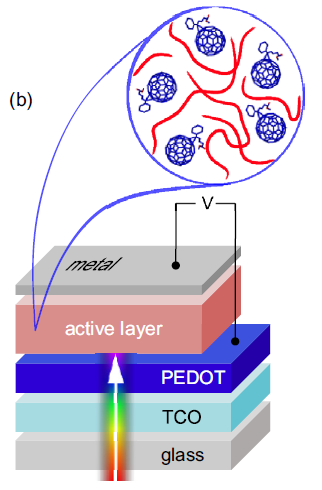 (b)
V
metal
active layer
PEDOT
TCO
glass